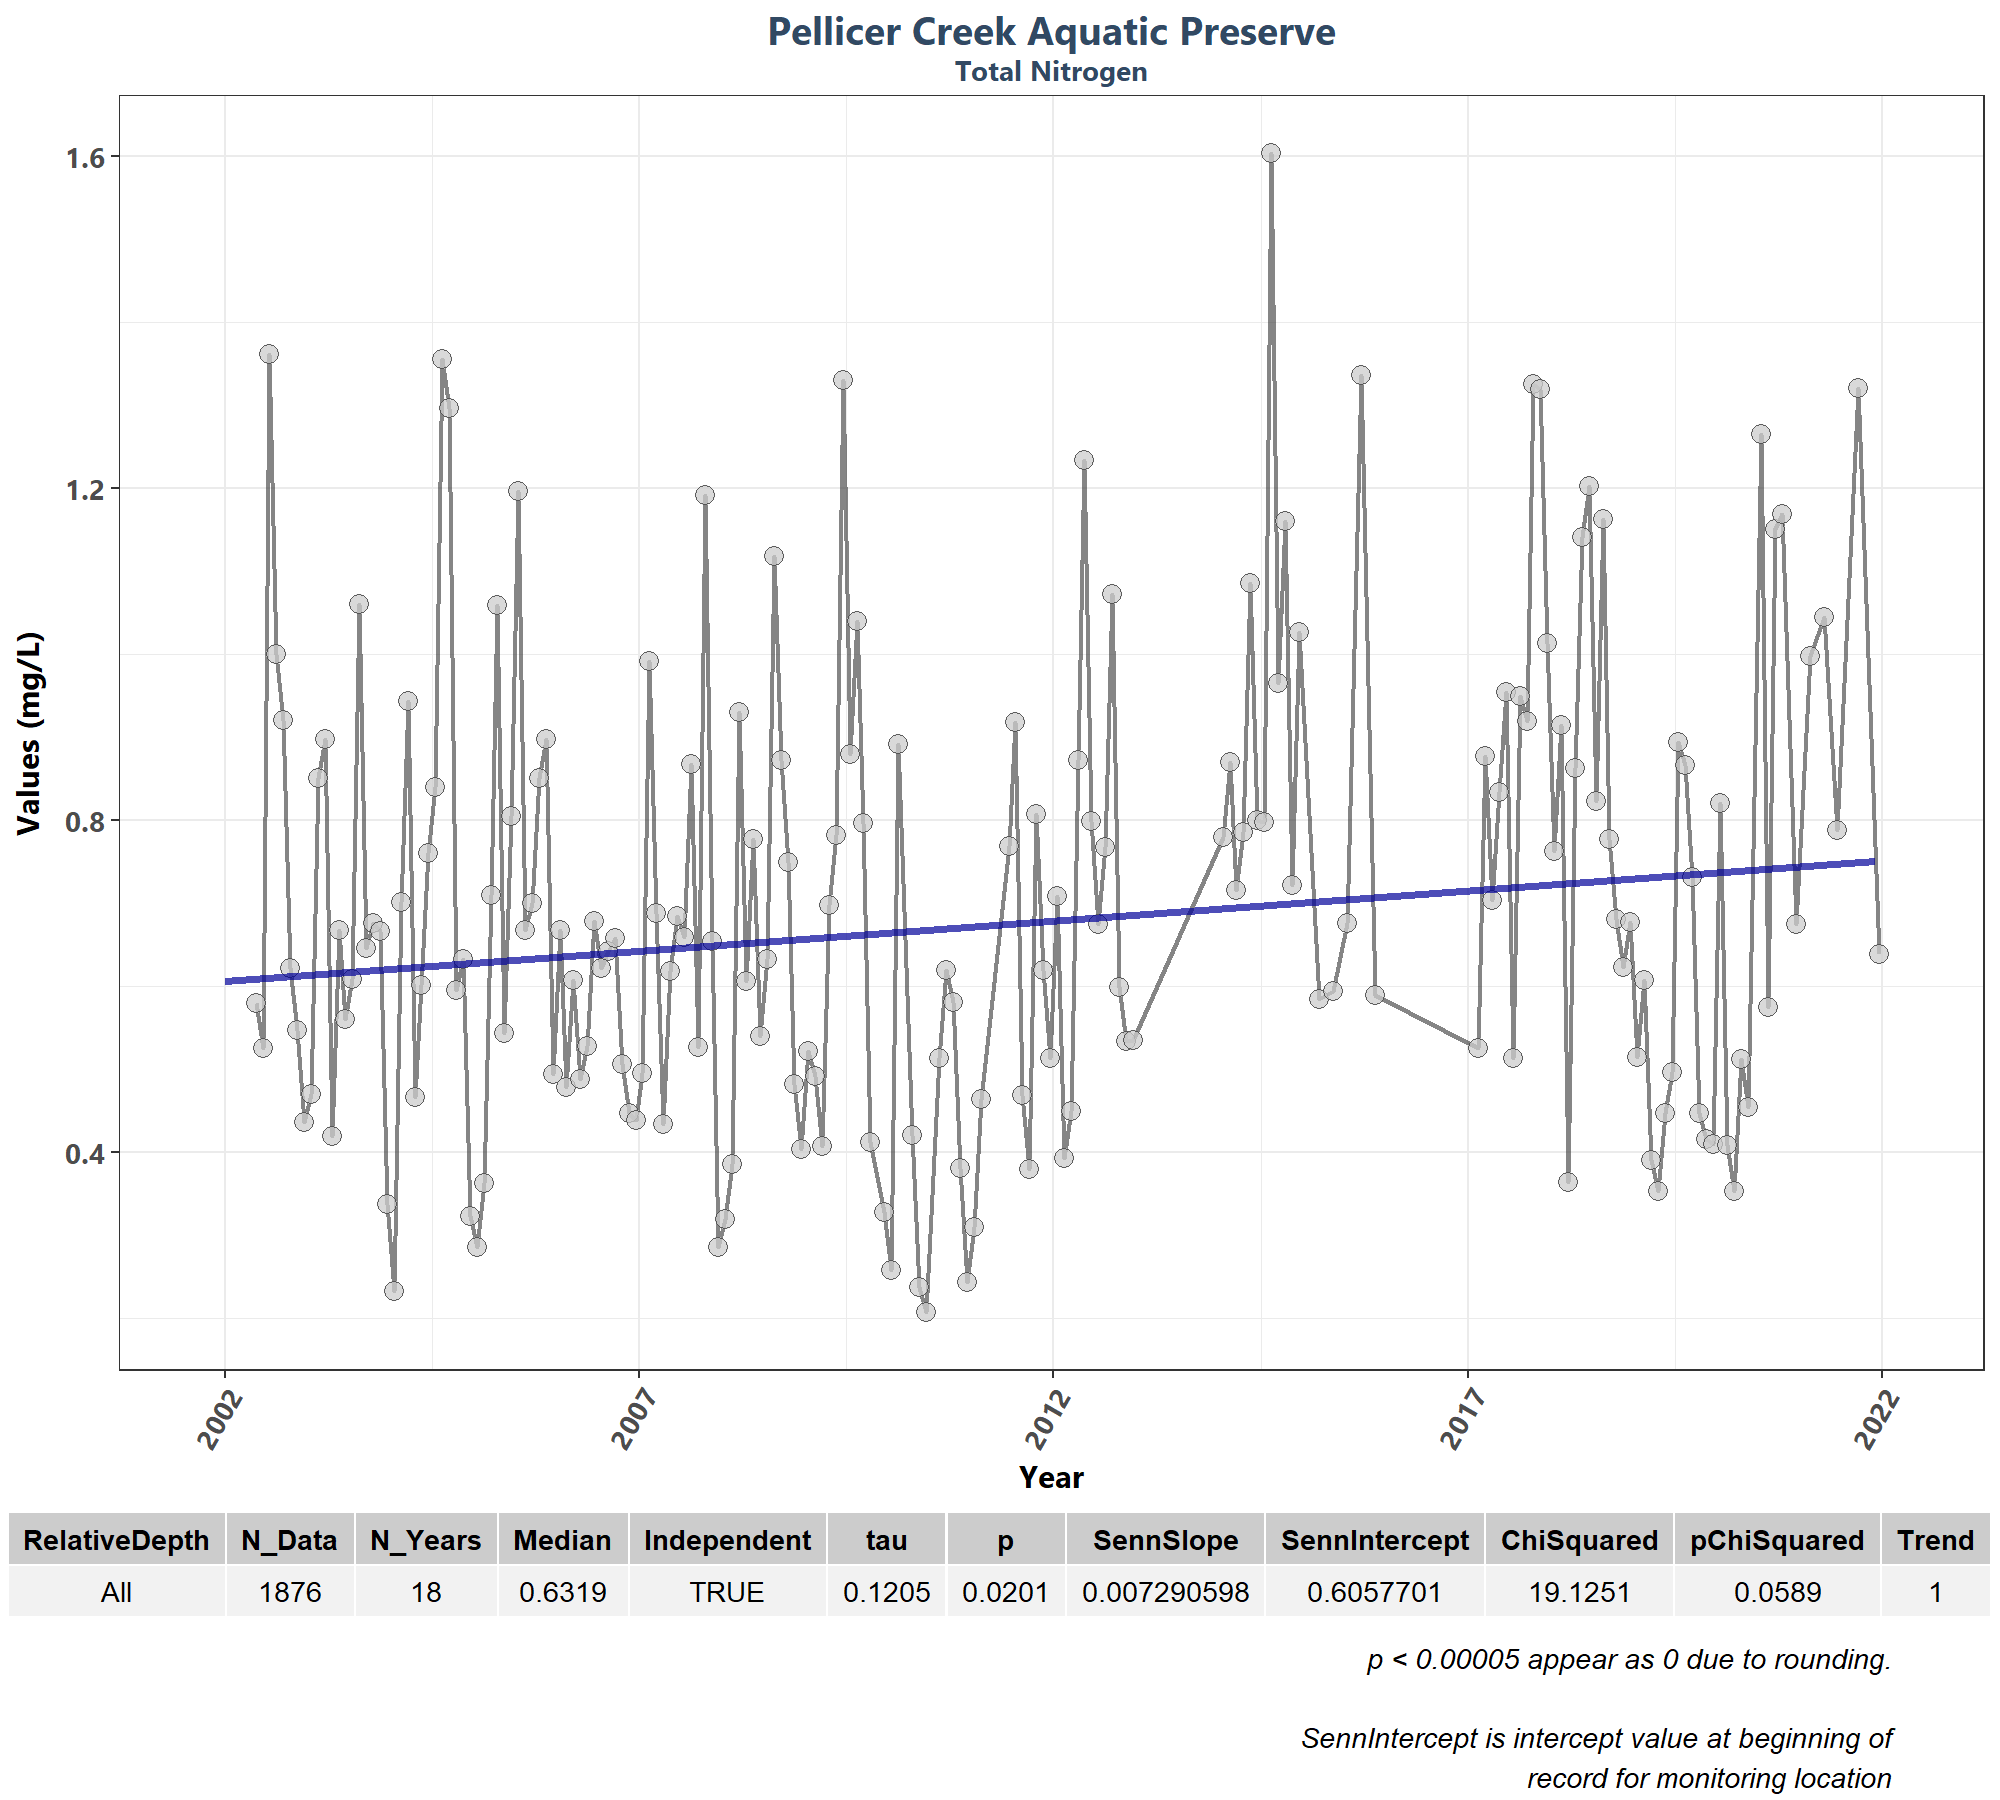 Pellicer Creek Aquatic Preserve
Total Nitrogen
Values (mg/L)
1.6
1.2
0.8
0.4
2002
2007
2012
2017
2022
Year
RelativeDepth N_Data N_Years Median Independent tau p SennSlope SennIntercept ChiSquared pChiSquared Trend
All 1876 18 0.6319 TRUE 0.1205 0.0201 0.007290598 0.6057701 19.1251 0.0589 1
p < 0.00005 appear as 0 due to rounding.
SennIntercept is intercept value at beginning of
record for monitoring location